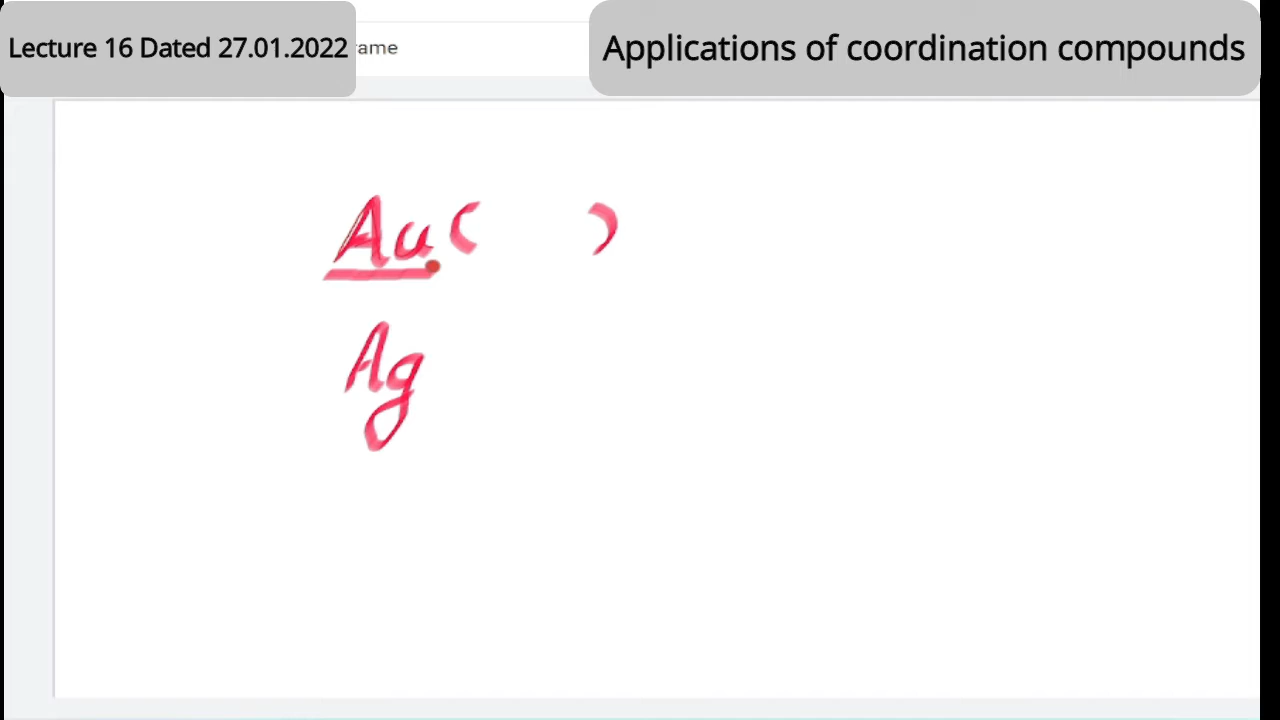 Lecture 16 Dated 27.01.2022
ame
Applications of coordination compounds
Au( )
Ag